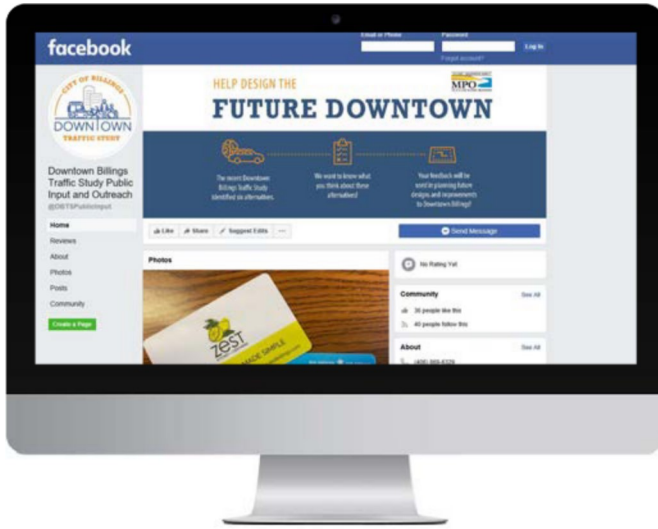 facebook
Email or Phone
Password
Log In
Forgot account?
CITY OF BILLINGS
DOWNTOWN
TRAFFIC STUDY
HELP DESIGN THE
FUTURE DOWNTOWN
MPO
The recent Downtown
Billings Traffic Study
identified six alternatives.
We want to know what
you think about these
alternatives!
Your feedback will be
used in planning future
designs and improvements
to Downtown Billings!
Downtown Billings
Traffic Study Public
Input and Outreach
@DBTSPublicInput
Home
Reviews
About
Photos
Posts
Community
Create a Page
Like
Share
Suggest Edits
Send Message
Photos
zest
MADE SIMPLE
No Rating Yet
Community
See All
38 people like this
40 people follow this
About
See All